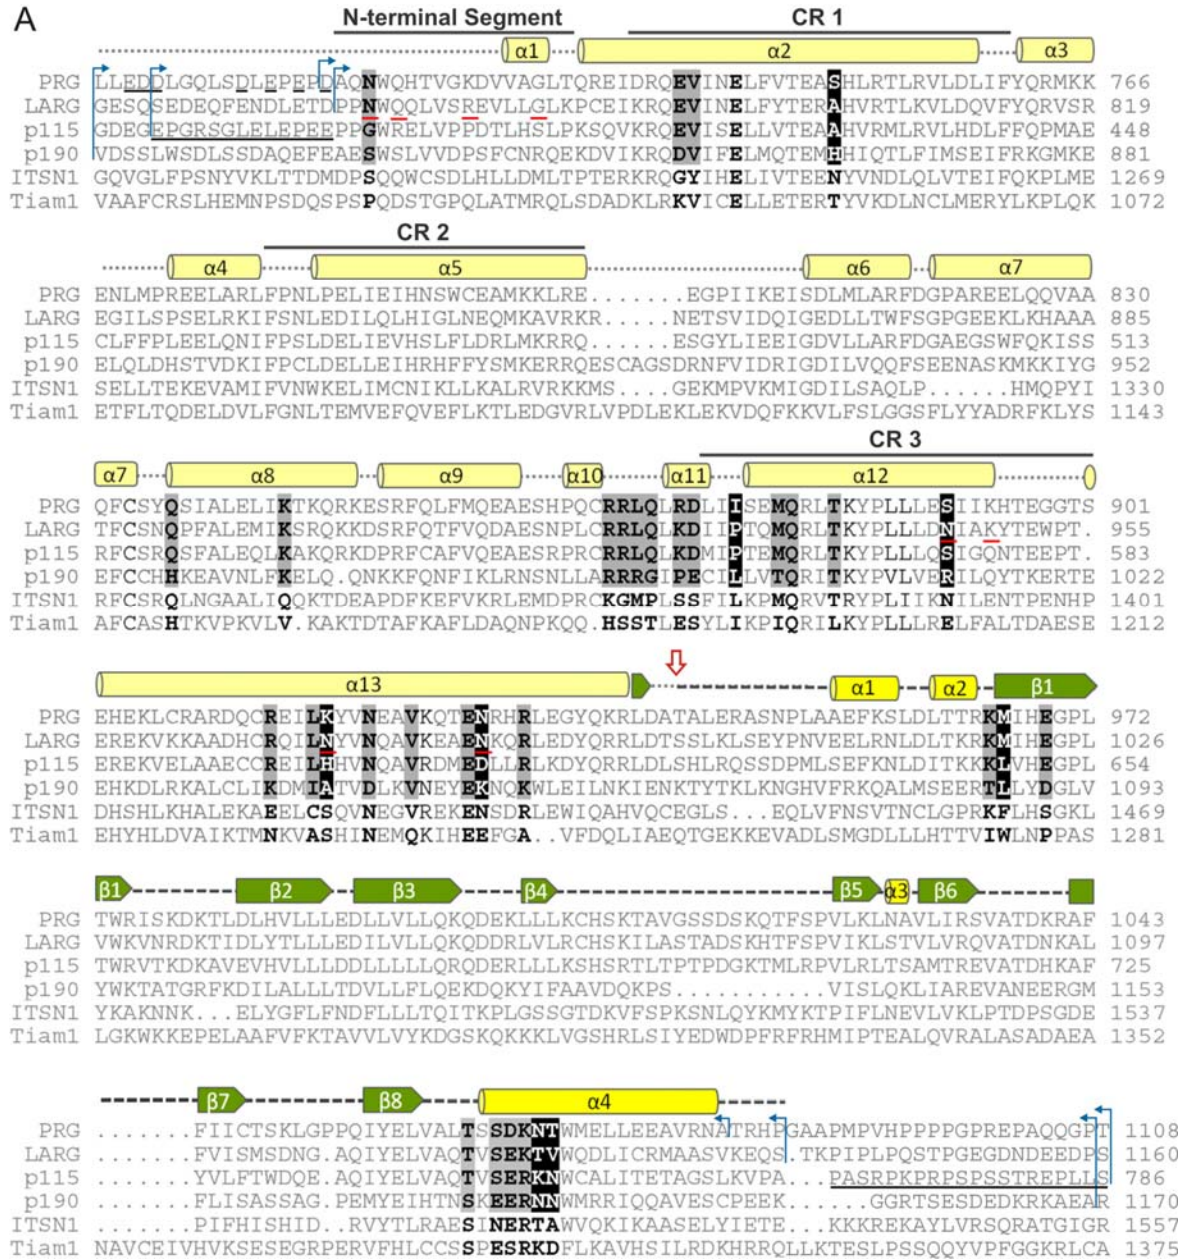 A
N-terminal Segment CR 1
α1 α2 α3
PRG LLEDDLGQLSDLEPEPDAQNWQHTVGKDVVAGLTQREIDRQEVINELFVTEASHLRTLRVLDLIFYQRMKK 766
LARG GESQSSEDEQFENDLETDPPNWQQLVSREVLLGLKPCEIKRQEVINELFYTERAHVRTLKVLDQVFYQRVSR 819
p115 GDEGEPGRSGLELEPEEPPGWRELVPPDTLHSLPKSQVKRQEVISELLVTEAAHVRMLRVLHDLFFQPMAE 448
p190 VDSSLWSDLSSDAQEFEAESWSLVVDPSFCNRQEKDVIKRQDVIFELMQTEMHHIQTLFIMSEIFRKGMKE 881
ITSN1 GQVGLFPSNYVKLTTDMDPSQQWCSDLHLLDMLTPTERKRQGYIHELIVTEENYVNDLQLVTEIFQKPLME 1269
Tiam1 VAAFCRSLHEMNPSDQSPSPQDSTGPQLATMRQLSDADKLRKVICELLETERTYVKDLNCLMERYLKPLQK 1072
CR 2
α4 α5 α6 α7
PRG ENLMPREELARLFPNLPELIEIHNSWCEAMKKLRE.......EGPIIKEISDLMLARFDGPAREELQQVAA 830
LARG EGILSPSELRKIFSNLEDILQLHIGLNEQMKAVRKR.....NETSVIDQIGEDLLTWFSGPGEEKLKHAAA 885
p115 CLFFPLEELQNIFPSLDELIEVHSLFLDRLMKRRQ......ESGYLIEEIGDVLLARFDGAEGSWFQKISS 513
p190 ELQLDHSTVDKIFPCLDELLEIHRHFFYSMKERRQESCAGSDRNFVIDRIGDILVQQFSEENASKMKKIYG 952
ITSN1 SELLTEKEVAMIFVNWKELIMCNIKLLKALRVRKKMS....GEKMPVKMIGDILSAQLP......HMQPYI 1330
Tiam1 ETFLTQDELDVLFGNLTEMVEFQVEFLKTLEDGVRLVPDLEKLEKVDQFKKVLFSLGGSFLYYADRFKLYS 1143
CR 3
α7 α8 α9 α10 α11 α12
PRG QFCSYQSIALELIKTKQRKESRFQLFMQEAESHPQCRRLQLRDLIISEMQRLTKYPLLLESIIKHTEGGTS 901
LARG TFCSNQPFALEMIKSRQKKDSRFQTFVQDAESNPLCRRLQLKDIIPTQMQRLTKYPLLLDNIAKYTEWPT. 955
p115 RFCSRQSFALEQLKAKQRKDPRFCAFVQEAESRPRCRRLQLKDMIPTEMQRLTKYPLLLQSIGQNTEEPT. 583
p190 EFCCHHKEAVNLFKELQ.QNKKFQNFIKLRNSNLLARRRGIPECILLVTQRITKYPVLVERILQYTKERTE 1022
ITSN1 RFCSRQLNGAALIQQKTDEAPDFKEFVKRLEMDPRCKGMPLSSFILKPMQRVTRYPLIIKNILENTPENHP 1401
Tiam1 AFCASHTKVPKVLV.KAKTDTAFKAFLDAQNPKQQ.HSSTLESYLIKPIQRILKYPLLLRELFALTDAESE 1212
α13 α1 α2 β1
PRG EHEKLCRARDQCREILKYVNEAVKQTENRHRLEGYQKRLDATALERASNPLAAEFKSLDLTTRKMIHEGPL 972
LARG EREKVKKAADHCRQILNYVNQAVKEAENKQRLEDYQRRLDTSSLKLSEYPNVEELRNLDLTKRKMIHEGPL 1026
p115 EREKVELAAECCREILHHVNQAVRDMEDLLRLKDYQRRLDLSHLRQSSDPMLSEFKNLDITKKKLVHEGPL 654
p190 EHKDLRKALCLIKDMIATVDLKVNEYEKNQKWLEILNKIENKTYTKLKNGHVFRKQALMSEERTLLYDGLV 1093
ITSN1 DHSHLKHALEKAEELCSQVNEGVREKENSDRLEWIQAHVQCEGLS...EQLVFNSVTNCLGPRKFLHSGKL 1469
Tiam1 EHYHLDVAIKTMNKVASHINEMQKIHEEFGA..VFDQLIAEQTGEKKEVADLSMGDLLLHTTVIWLNPPAS 1281
β1 β2 β3 β4 β5 α3 β6
PRG TWRISKDKTLDLHVLLLEDLLVLLQKQDEKLLLKCHSKTAVGSSDSKQTFSPVLKLNAVLIRSVATDKRAF 1043
LARG VWKVNRDKTIDLYTLLLEDILVLLQKQDDRLVLRCHSKILASTADSKHTFSPVIKLSTVLVRQVATDNKAL 1097
p115 TWRVTKDKAVEVHVLLLDDLLLLLQRQDERLLLKSHSRTLTPTPDGKTMLRPVLRLTSAMTREVATDHKAF 725
p190 YWKTATGRFKDILALLLTDVLLFLQEKDQKYIFAAVDQKPS..........VISLQKLIAREVANEERGM 1153
ITSN1 YKAKNNK...ELYGFLFNDFLLLTQITKPLGSSGTDKVFSPKSNLQYKMYKTPIFLNEVLVKLPTDPSGDE 1537
Tiam1 LGKWKKEPELAAFVFKTAVVLVYKDGSKQKKKLVGSHRLSIYEDWDPFRFRHMIPTEALQVRALASADAEA 1352
β7 β8 α4
PRG .......FIICTSKLGPPQIYELVALTSSDKNTWMELLEEAVRNATRHPGAAPMPVHPPPPGPREPAQQGPT 1108
LARG .......FVISMSDNG.AQIYELVAQTVSEKTVWQDLICRMAASVKEQS.TKPIPLPQSTPGEGDNDEEDPS 1160
p115 .......YVLFTWDQE.AQIYELVAQTVSERKNWCALITETAGSLKVPA...PASRPKPRPSPSSTREPLLS 786
p190 .......FLISASSAG.PEMYEIHTNSKEERNNWMRRIQQAVESCPEEK......GGRTSESDEDKRKAEAR 1170
ITSN1 .......PIFHISHID..RVYTLRAESINERTAWVQKIKAASELYIETE....KKKREKAYLVRSQRATGIGR 1557
Tiam1 NAVCEIVHVKSESEGRPERVFHLCCSSPESRKDFLKAVHSILRDKHRRQLLKTESLPSSQQYVPFGGKRLCA 1375